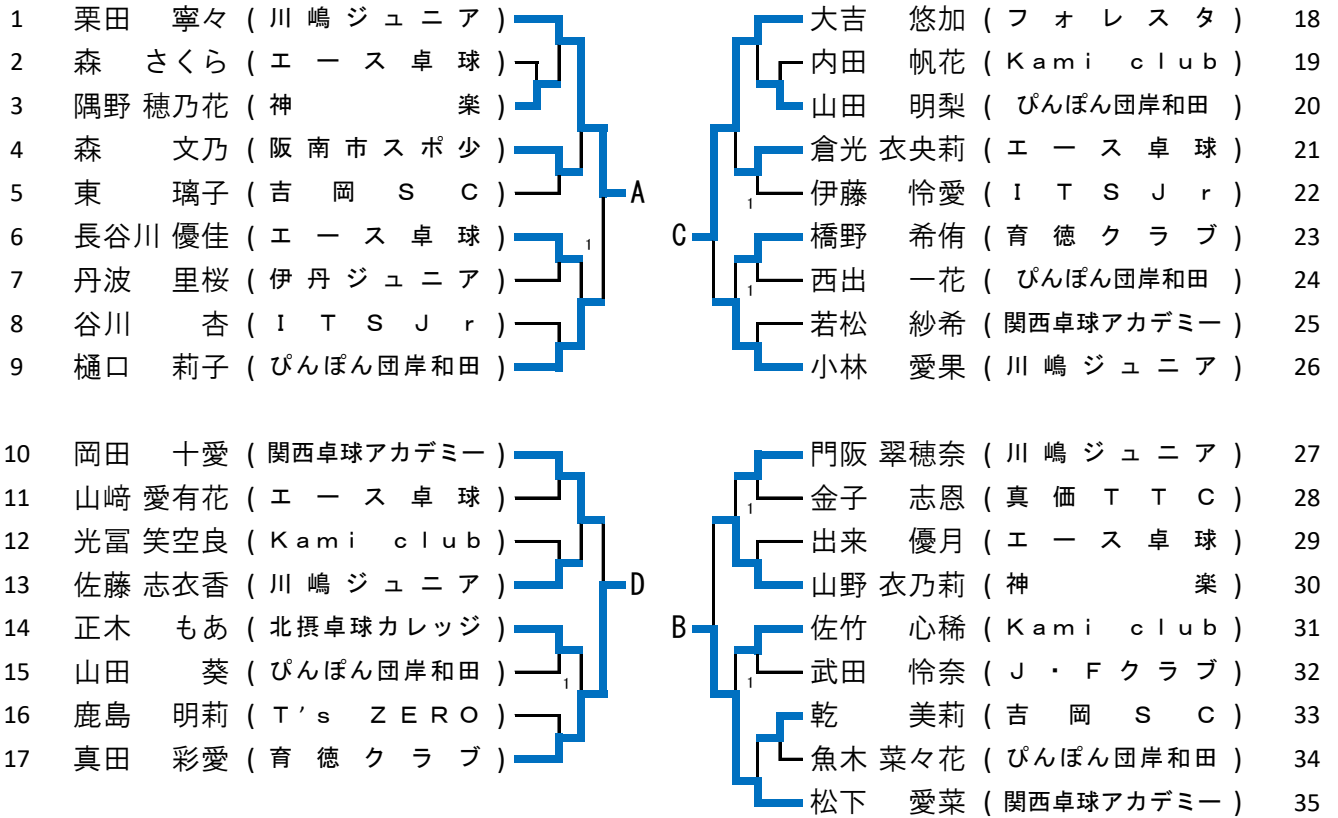 1 栗田 寧々 ( 川嶋ジュニア )
2 森 さくら ( エース卓球 )
3 隅野 穂乃花 ( 神楽 )
4 森 文乃 ( 阪南市スポ少 )
5 東 璃子 ( 吉岡SC )
6 長谷川 優佳 ( エース卓球 ) 1
7 丹波 里桜 ( 伊丹ジュニア )
8 谷川 杏 ( ITSJr )
9 樋口 莉子 ( ぴんぽん団岸和田 )
A
10 岡田 十愛 ( 関西卓球アカデミー )
11 山﨑 愛有花 ( エース卓球 )
12 光冨 笑空良 ( Kami club )
13 佐藤 志衣香 ( 川嶋ジュニア )
14 正木 もあ ( 北摂卓球カレッジ )
15 山田 葵 ( ぴんぽん団岸和田 ) 1
16 鹿島 明莉 ( T's ZERO )
17 真田 彩愛 ( 育徳クラブ )
D
大吉 悠加 ( フォレスタ ) 18
内田 帆花 ( Kami club ) 19
山田 明梨 ( ぴんぽん団岸和田 ) 20
倉光 衣央莉 ( エース卓球 ) 21
1 伊藤 怜愛 ( ITSJr ) 22
橋野 希侑 ( 育徳クラブ ) 23
1 西出 一花 ( ぴんぽん団岸和田 ) 24
若松 紗希 ( 関西卓球アカデミー ) 25
小林 愛果 ( 川嶋ジュニア ) 26
C
門阪 翠穂奈 ( 川嶋ジュニア ) 27
1 金子 志恩 ( 真価TTC ) 28
出来 優月 ( エース卓球 ) 29
山野 衣乃莉 ( 神楽 ) 30
佐竹 心稀 ( Kami club ) 31
1 武田 怜奈 ( J・Fクラブ ) 32
乾 美莉 ( 吉岡SC ) 33
魚木 菜々花 ( ぴんぽん団岸和田 ) 34
松下 愛菜 ( 関西卓球アカデミー ) 35
B